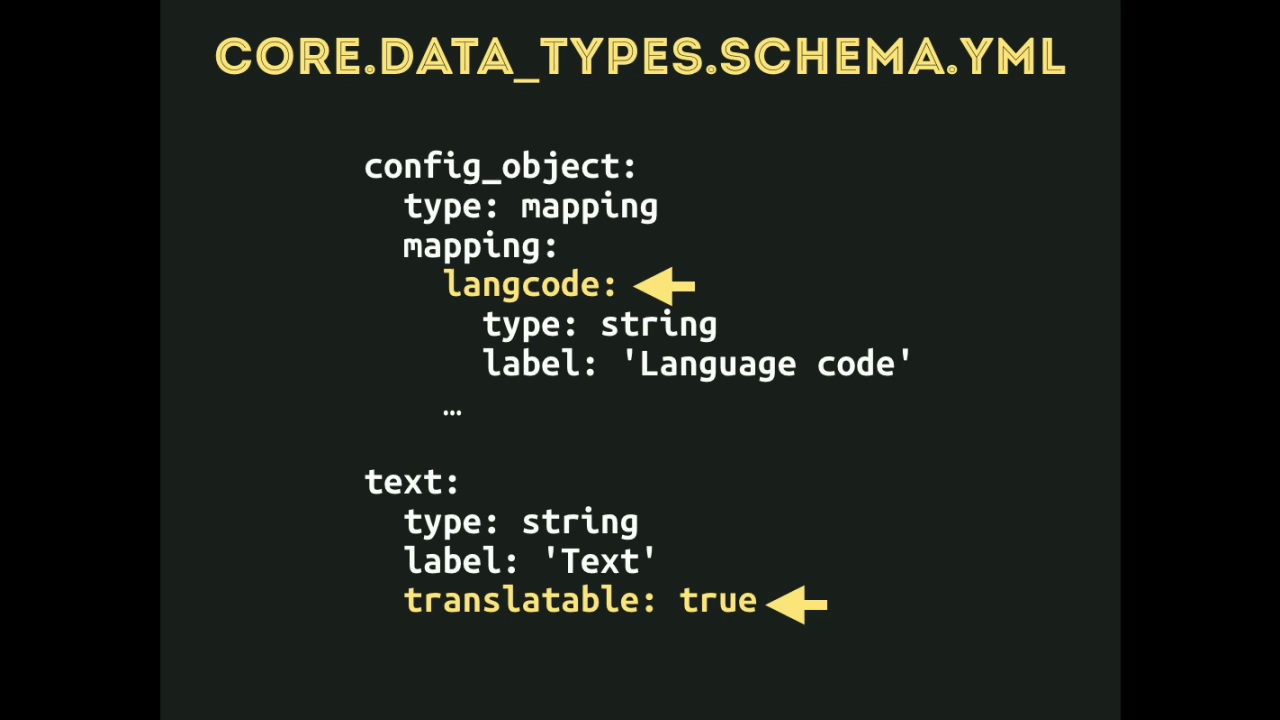 CORE.DATA_TYPES.SCHEMA.YML
config_object:
  type: mapping
  mapping:
    langcode:
      type: string
      label: 'Language code'
    …
text:
  type: string
  label: 'Text'
  translatable: true